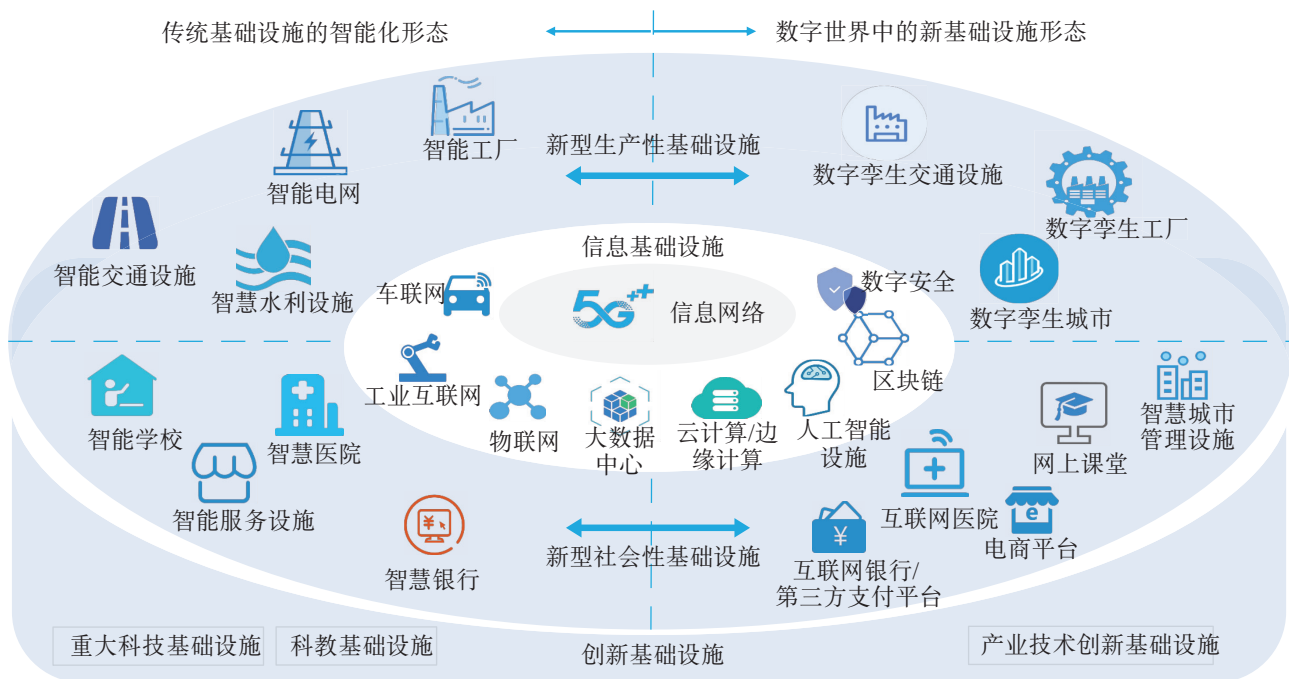 传统基础设施的智能化形态
数字世界中的新基础设施形态
智能工厂
新型生产性基础设施
数字孪生交通设施
智能电网
数字孪生工厂
智能交通设施
智慧水利设施
数字孪生城市
信息基础设施
车联网
5G++
信息网络
数字安全
工业互联网
区块链
物联网
大数据
中心
云计算/边
缘计算
人工智能
设施
智能学校
智慧医院
智能服务设施
¥
智慧银行
新型社会性基础设施
¥
互联网银行/
第三方支付平台
互联网医院
e
电商平台
网上课堂
智慧城市
管理设施
重大科技基础设施
科教基础设施
创新基础设施
产业技术创新基础设施